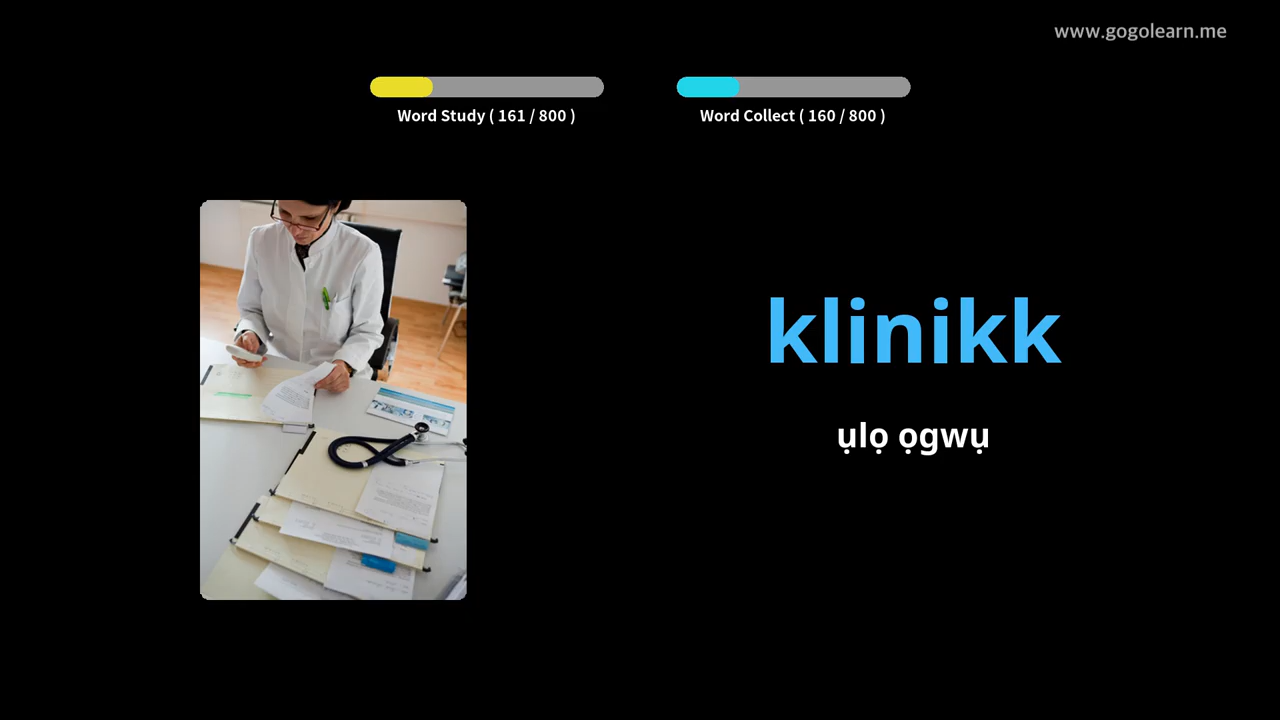 www.gogolearn.me
Word Study ( 161 / 800 )
Word Collect ( 160 / 800 )
klinikk
ụlọ ọgwụ